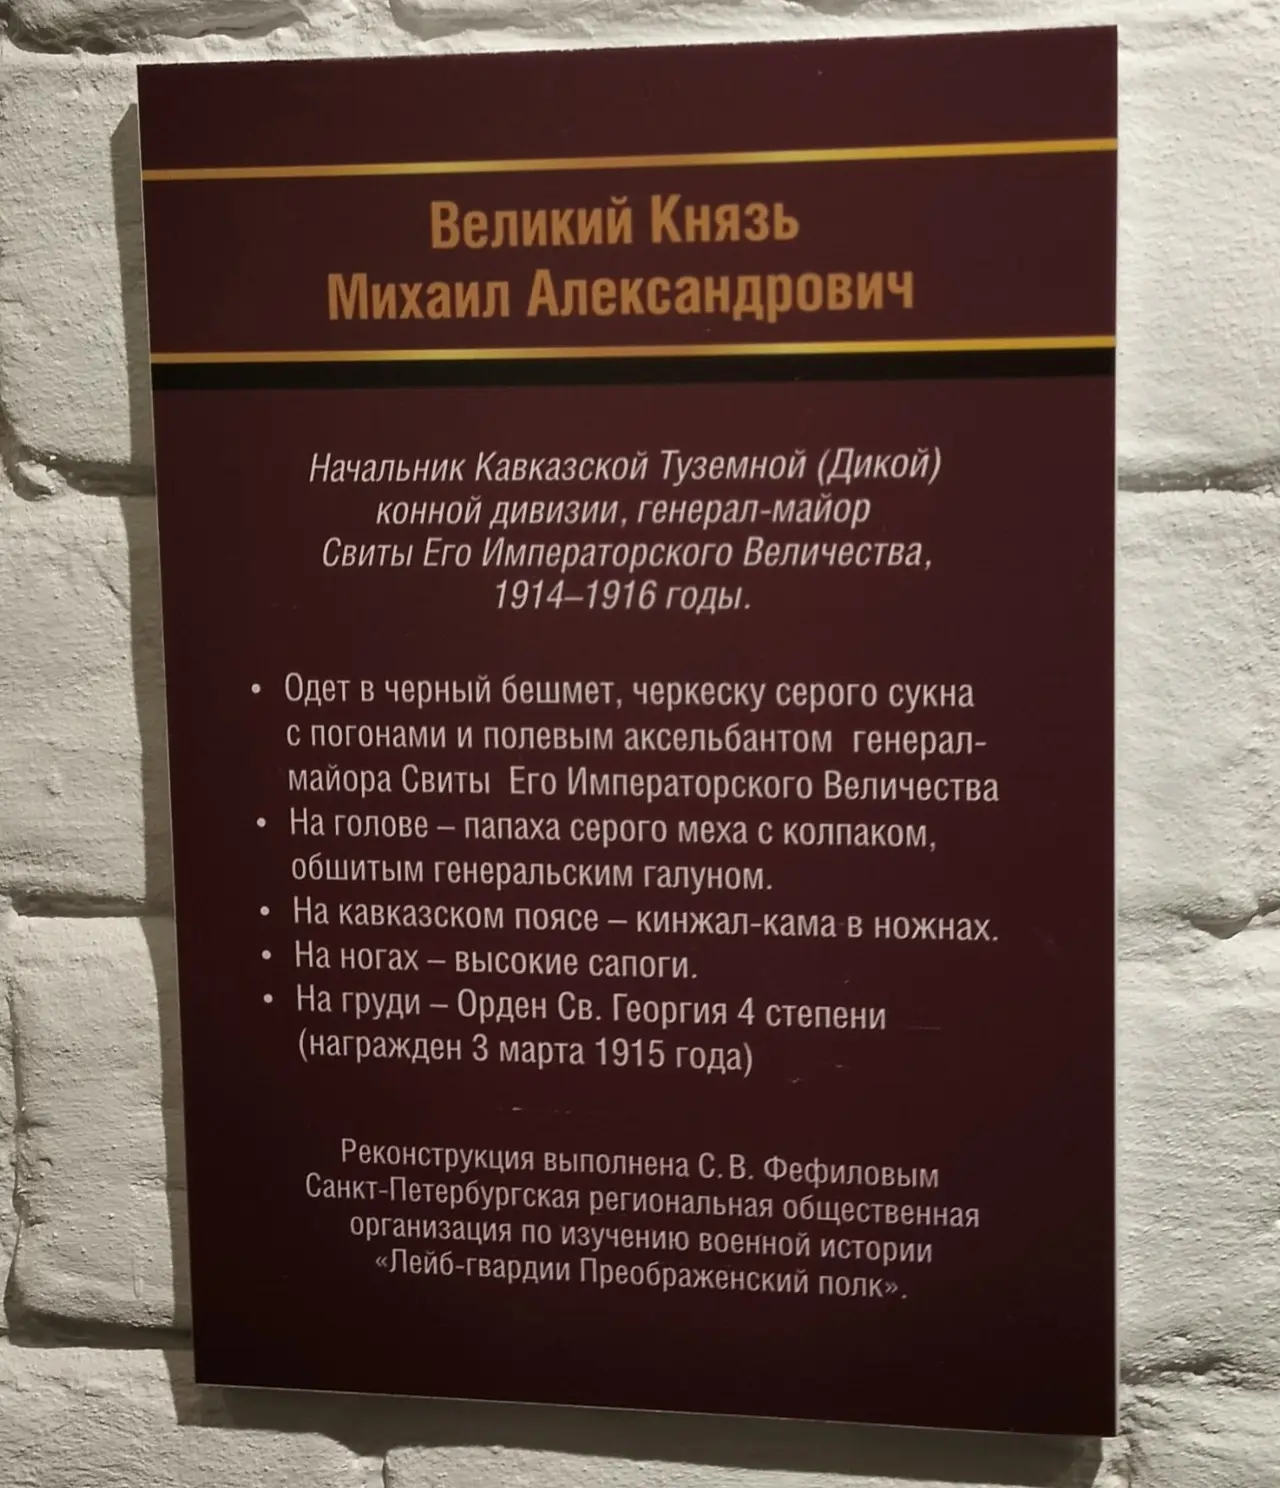 Великий Князь
Михаил Александрович
Начальник Кавказской Туземной (Дикой)
конной дивизии, генерал-майор
Свиты Его Императорского Величества,
1914–1916 годы.
• Одет в черный бешмет, черкеску серого сукна
с погонами и полевым аксельбантом генерал-
майора Свиты Его Императорского Величества
• На голове – папаха серого меха с колпаком,
обшитым генеральским галуном.
• На кавказском поясе – кинжал-кама в ножнах.
• На ногах – высокие сапоги.
• На груди – Орден Св. Георгия 4 степени
(награжден 3 марта 1915 года)
Реконструкция выполнена С. В. Фефиловым
Санкт-Петербургская региональная общественная
организация по изучению военной истории
«Лейб-гвардии Преображенский полк».